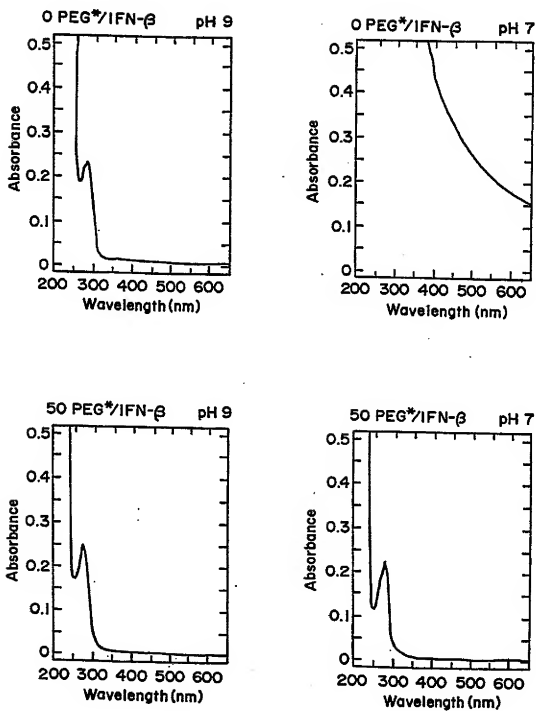 0 PEG*/IFN-β pH 9
0.5
0.4
0.3
0.2
0.1
0
Absorbance
200 300 400 500 600
Wavelength (nm)
0 PEG*/IFN-β pH 7
0.5
0.4
0.3
0.2
0.1
0
Absorbance
200 300 400 500 600
Wavelength (nm)
50 PEG*/IFN-β pH 9
0.5
0.4
0.3
0.2
0.1
0
Absorbance
200 300 400 500 600
Wavelength (nm)
50 PEG*/IFN-β pH 7
0.5
0.4
0.3
0.2
0.1
0
Absorbance
200 300 400 500 600
Wavelength (nm)